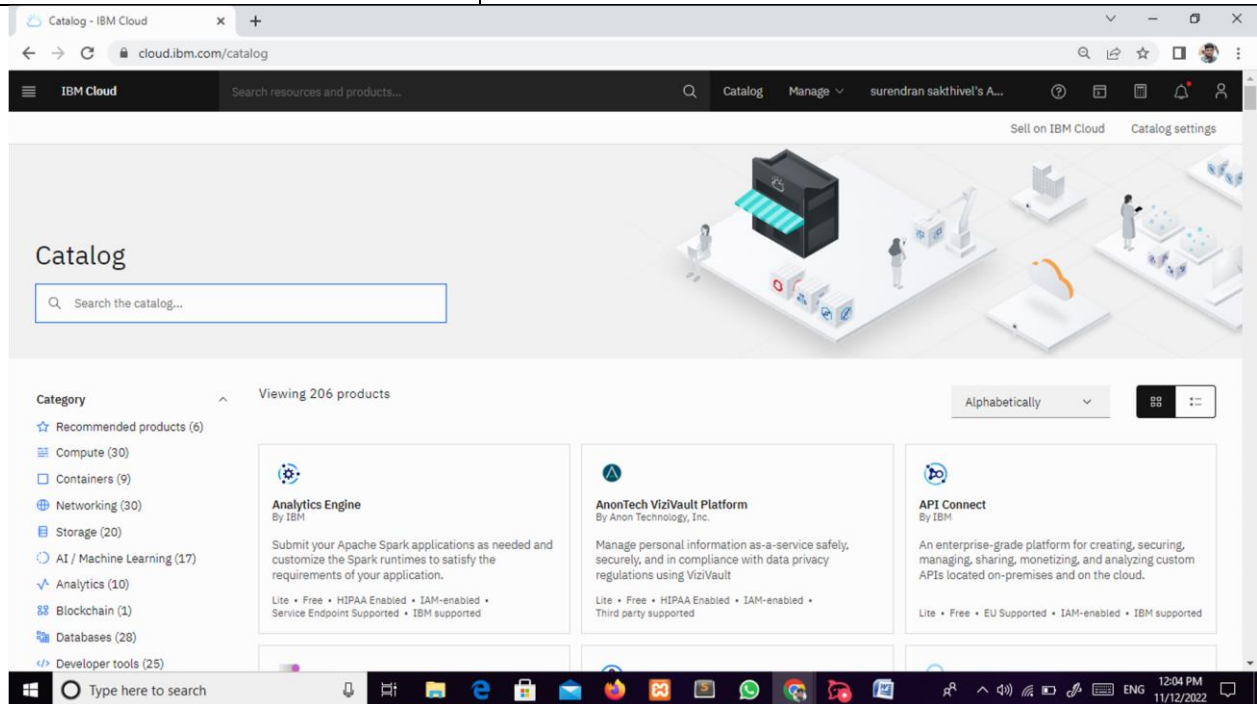 Catalog - IBM Cloud
cloud.ibm.com/catalog
IBM Cloud
Search resources and products...
Catalog
Manage
surendran sakthivel's A...
Sell on IBM Cloud
Catalog settings
Catalog
Search the catalog...
Category
Recommended products (6)
Compute (30)
Containers (9)
Networking (30)
Storage (20)
AI / Machine Learning (17)
Analytics (10)
Blockchain (1)
Databases (28)
Developer tools (25)
Viewing 206 products
Alphabetically
Analytics Engine
By IBM
Submit your Apache Spark applications as needed and
customize the Spark runtimes to satisfy the
requirements of your application.
Lite • Free • HIPAA Enabled • IAM-enabled •
Service Endpoint Supported • IBM supported
AnonTech ViziVault Platform
By Anon Technology, Inc.
Manage personal information as-a-service safely,
securely, and in compliance with data privacy
regulations using ViziVault
Lite • Free • HIPAA Enabled • IAM-enabled •
Third party supported
API Connect
By IBM
An enterprise-grade platform for creating, securing,
managing, sharing, monetizing, and analyzing custom
APIs located on-premises and on the cloud.
Lite • Free • EU Supported • IAM-enabled • IBM supported
Type here to search
ENG
12:04 PM
11/12/2022